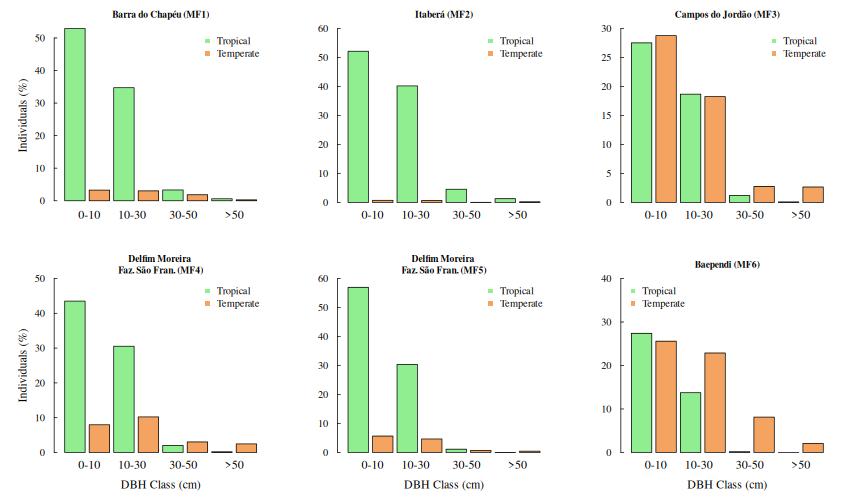 Barra do Chapéu (MF1)
Individuals (%)
50
40
30
20
10
0
Tropical
Temperate
0-10 10-30 30-50 >50
Itaberá (MF2)
60
50
40
30
20
10
0
Tropical
Temperate
0-10 10-30 30-50 >50
Campos do Jordão (MF3)
30
25
20
15
10
5
0
Tropical
Temperate
0-10 10-30 30-50 >50
Delfim Moreira
Faz. São Fran. (MF4)
Individuals (%)
50
40
30
20
10
0
Tropical
Temperate
0-10 10-30 30-50 >50
DBH Class (cm)
Delfim Moreira
Faz. São Fran. (MF5)
60
50
40
30
20
10
0
Tropical
Temperate
0-10 10-30 30-50 >50
DBH Class (cm)
Baependi (MF6)
40
30
20
10
0
Tropical
Temperate
0-10 10-30 30-50 >50
DBH Class (cm)